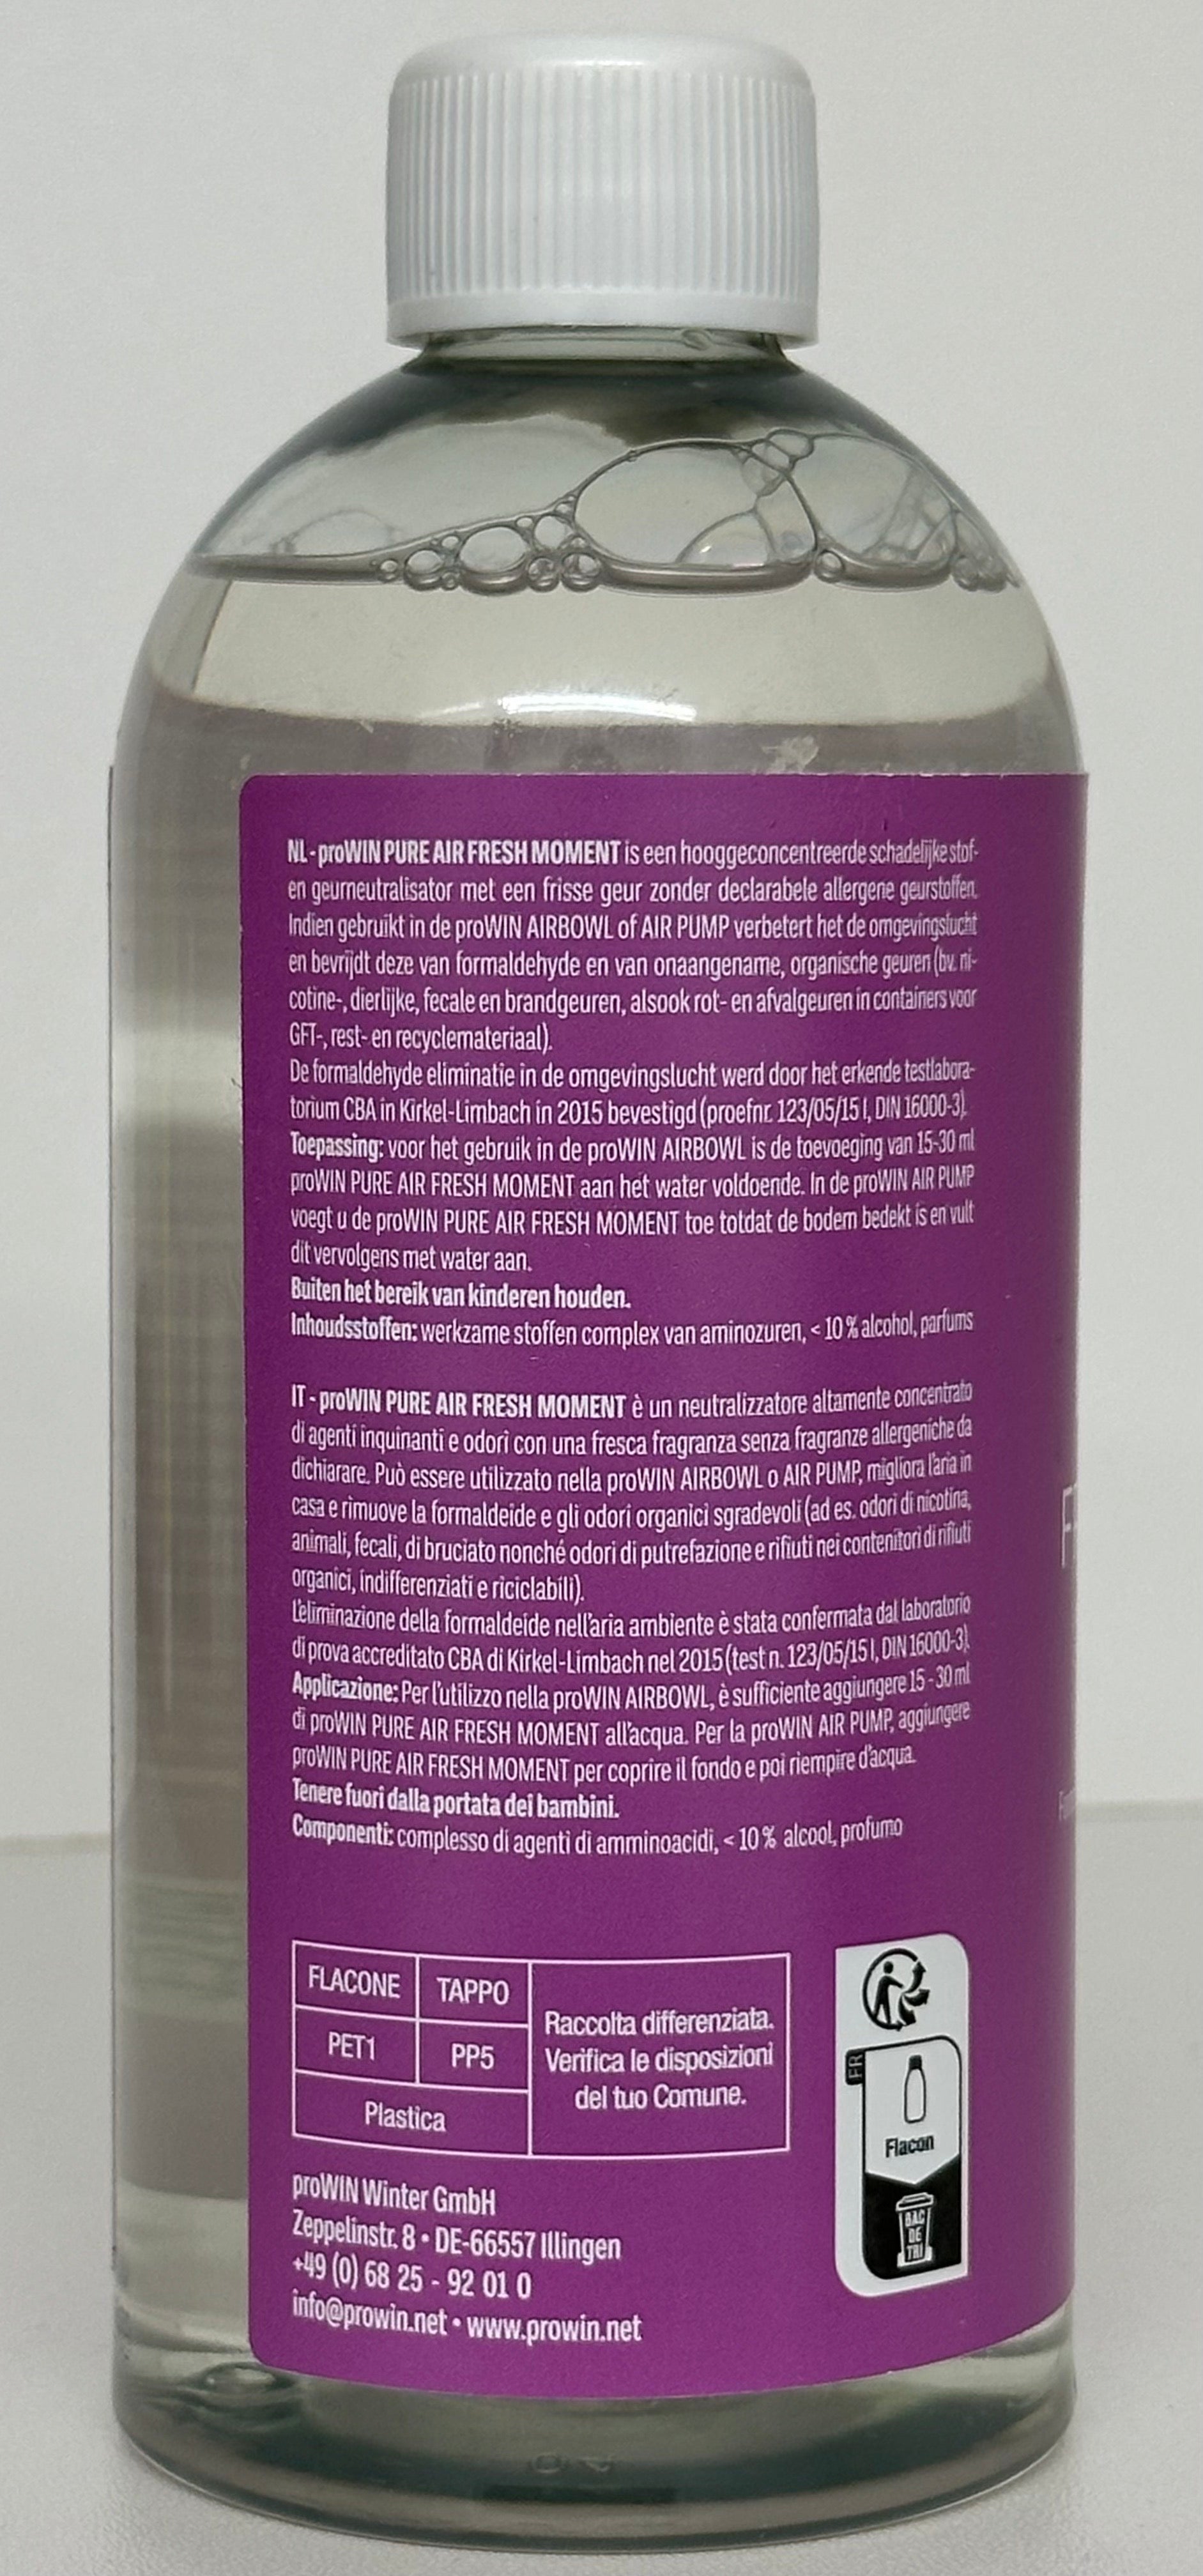 NL - proWIN PURE AIR FRESH MOMENT is een hooggeconcentreerde schadelijke stof-
en geurneutralisator met een frisse geur zonder declarabele allergene geurstoffen.
Indien gebruikt in de proWIN AIRBOWL of AIR PUMP verbetert het de omgevingslucht
en bevrijdt deze van formaldehyde en van onaangename, organische geuren (bv. ni-
cotine-, dierlijke, fecale en brandgeuren, alsook rot- en afvalgeuren in containers voor
GFT-, rest- en recyclemateriaal).
De formaldehyde eliminatie in de omgevingslucht werd door het erkende testlabora-
torium CBA in Kirkel-Limbach in 2015 bevestigd (proefnr. 123/05/15 I, DIN 16000-3).
Toepassing: voor het gebruik in de proWIN AIRBOWL is de toevoeging van 15-30 ml
proWIN PURE AIR FRESH MOMENT aan het water voldoende. In de proWIN AIR PUMP
voegt u de proWIN PURE AIR FRESH MOMENT toe totdat de bodem bedekt is en vult
dit vervolgens met water aan.
Buiten het bereik van kinderen houden.
Inhoudsstoffen: werkzame stoffen complex van aminozuren, < 10 % alcohol, parfums
IT - proWIN PURE AIR FRESH MOMENT è un neutralizzatore altamente concentrato
di agenti inquinanti e odori con una fresca fragranza senza fragranze allergeniche da
dichiarare. Può essere utilizzato nella proWIN AIRBOWL o AIR PUMP, migliora l'aria in
casa e rimuove la formaldeide e gli odori organici sgradevoli (ad es. odori di nicotina,
animali, fecali, di bruciato nonché odori di putrefazione e rifiuti nei contenitori di rifiuti
organici, indifferenziati e riciclabili).
L'eliminazione della formaldeide nell'aria ambiente è stata confermata dal laboratorio
di prova accreditato CBA di Kirkel-Limbach nel 2015 (test n. 123/05/15 I, DIN 16000-3).
Applicazione: Per l'utilizzo nella proWIN AIRBOWL, è sufficiente aggiungere 15 - 30 ml
di proWIN PURE AIR FRESH MOMENT all'acqua. Per la proWIN AIR PUMP, aggiungere
proWIN PURE AIR FRESH MOMENT per coprire il fondo e poi riempire d'acqua.
Tenere fuori dalla portata dei bambini.
Componenti: complesso di agenti di amminoacidi, < 10 % alcool, profumo
FLACONE TAPPO
PET1 PP5
Plastica
Raccolta differenziata.
Verifica le disposizioni
del tuo Comune.
FR
Flacon
BAC
DE
TRI
proWIN Winter GmbH
Zeppelinstr. 8 • DE-66557 Illingen
+49 (0) 68 25 - 92 01 0
info@prowin.net • www.prowin.net